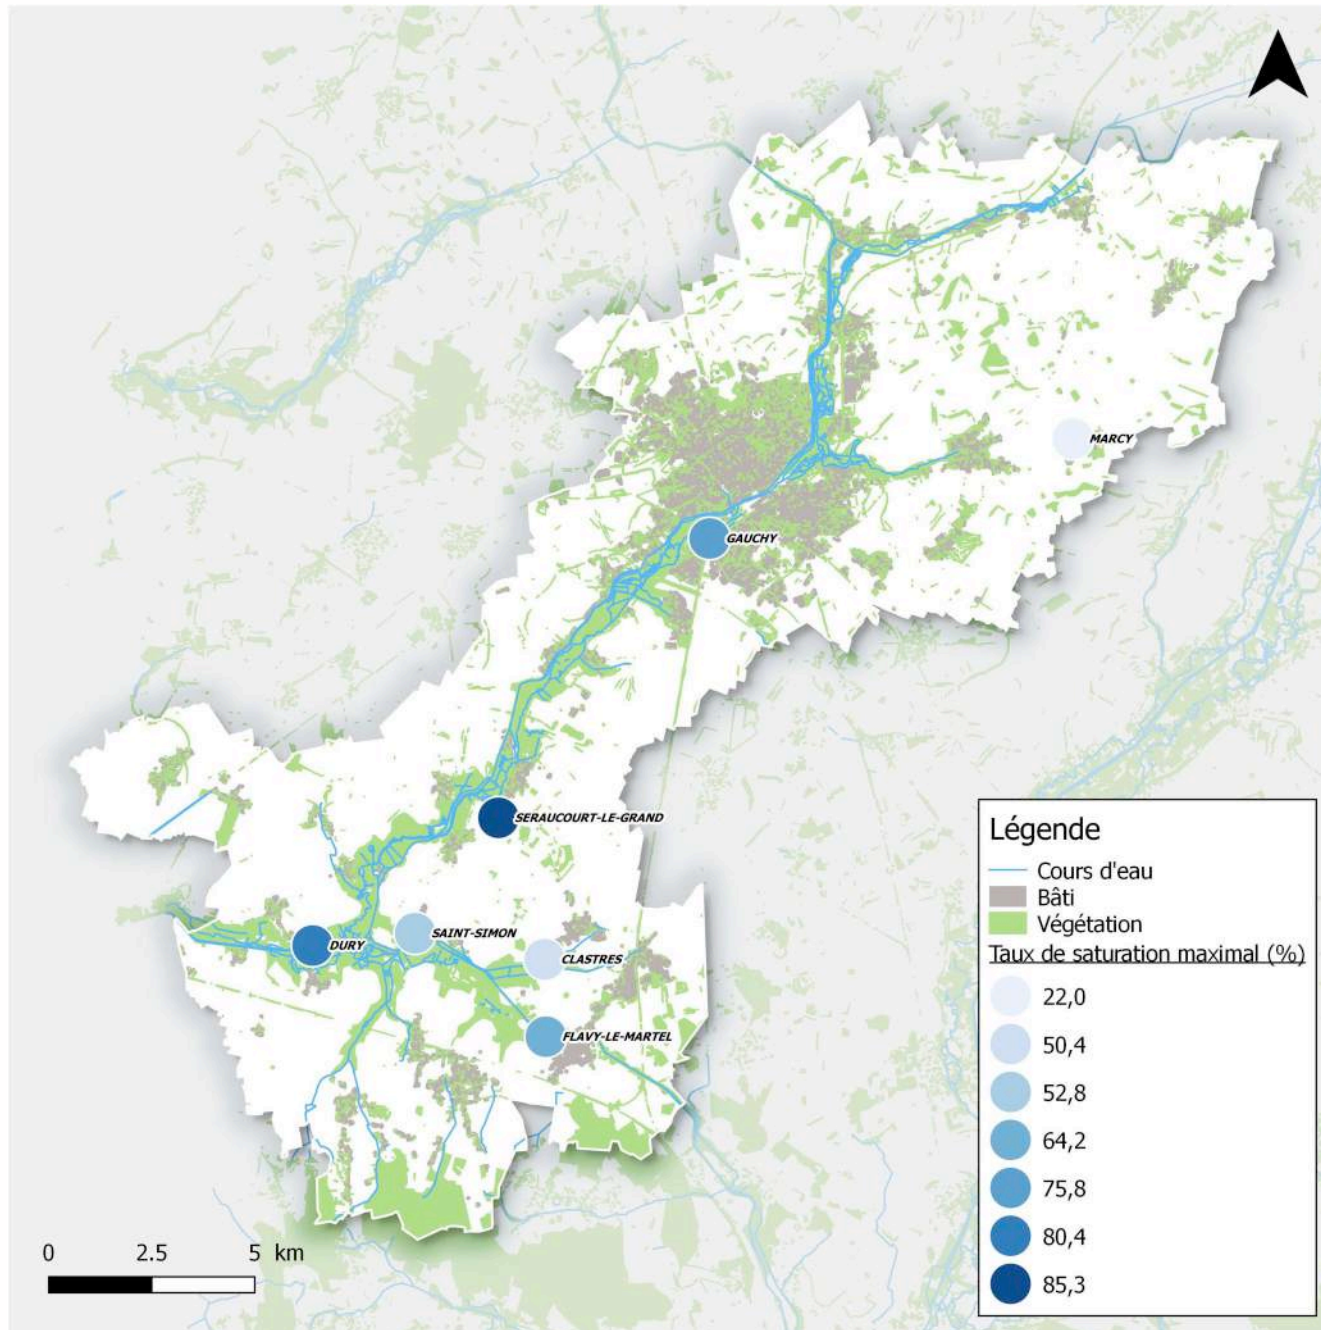 MARCY
GAUCHY
SERAUCOURT-LE-GRAND
SAINT-SIMON
DURY
CLASTRES
FLAVY-LE-MARTEL
Légende
Cours d'eau
Bâti
Végétation
Taux de saturation maximal (%)
22,0
50,4
52,8
64,2
75,8
80,4
85,3
0 2.5 5 km